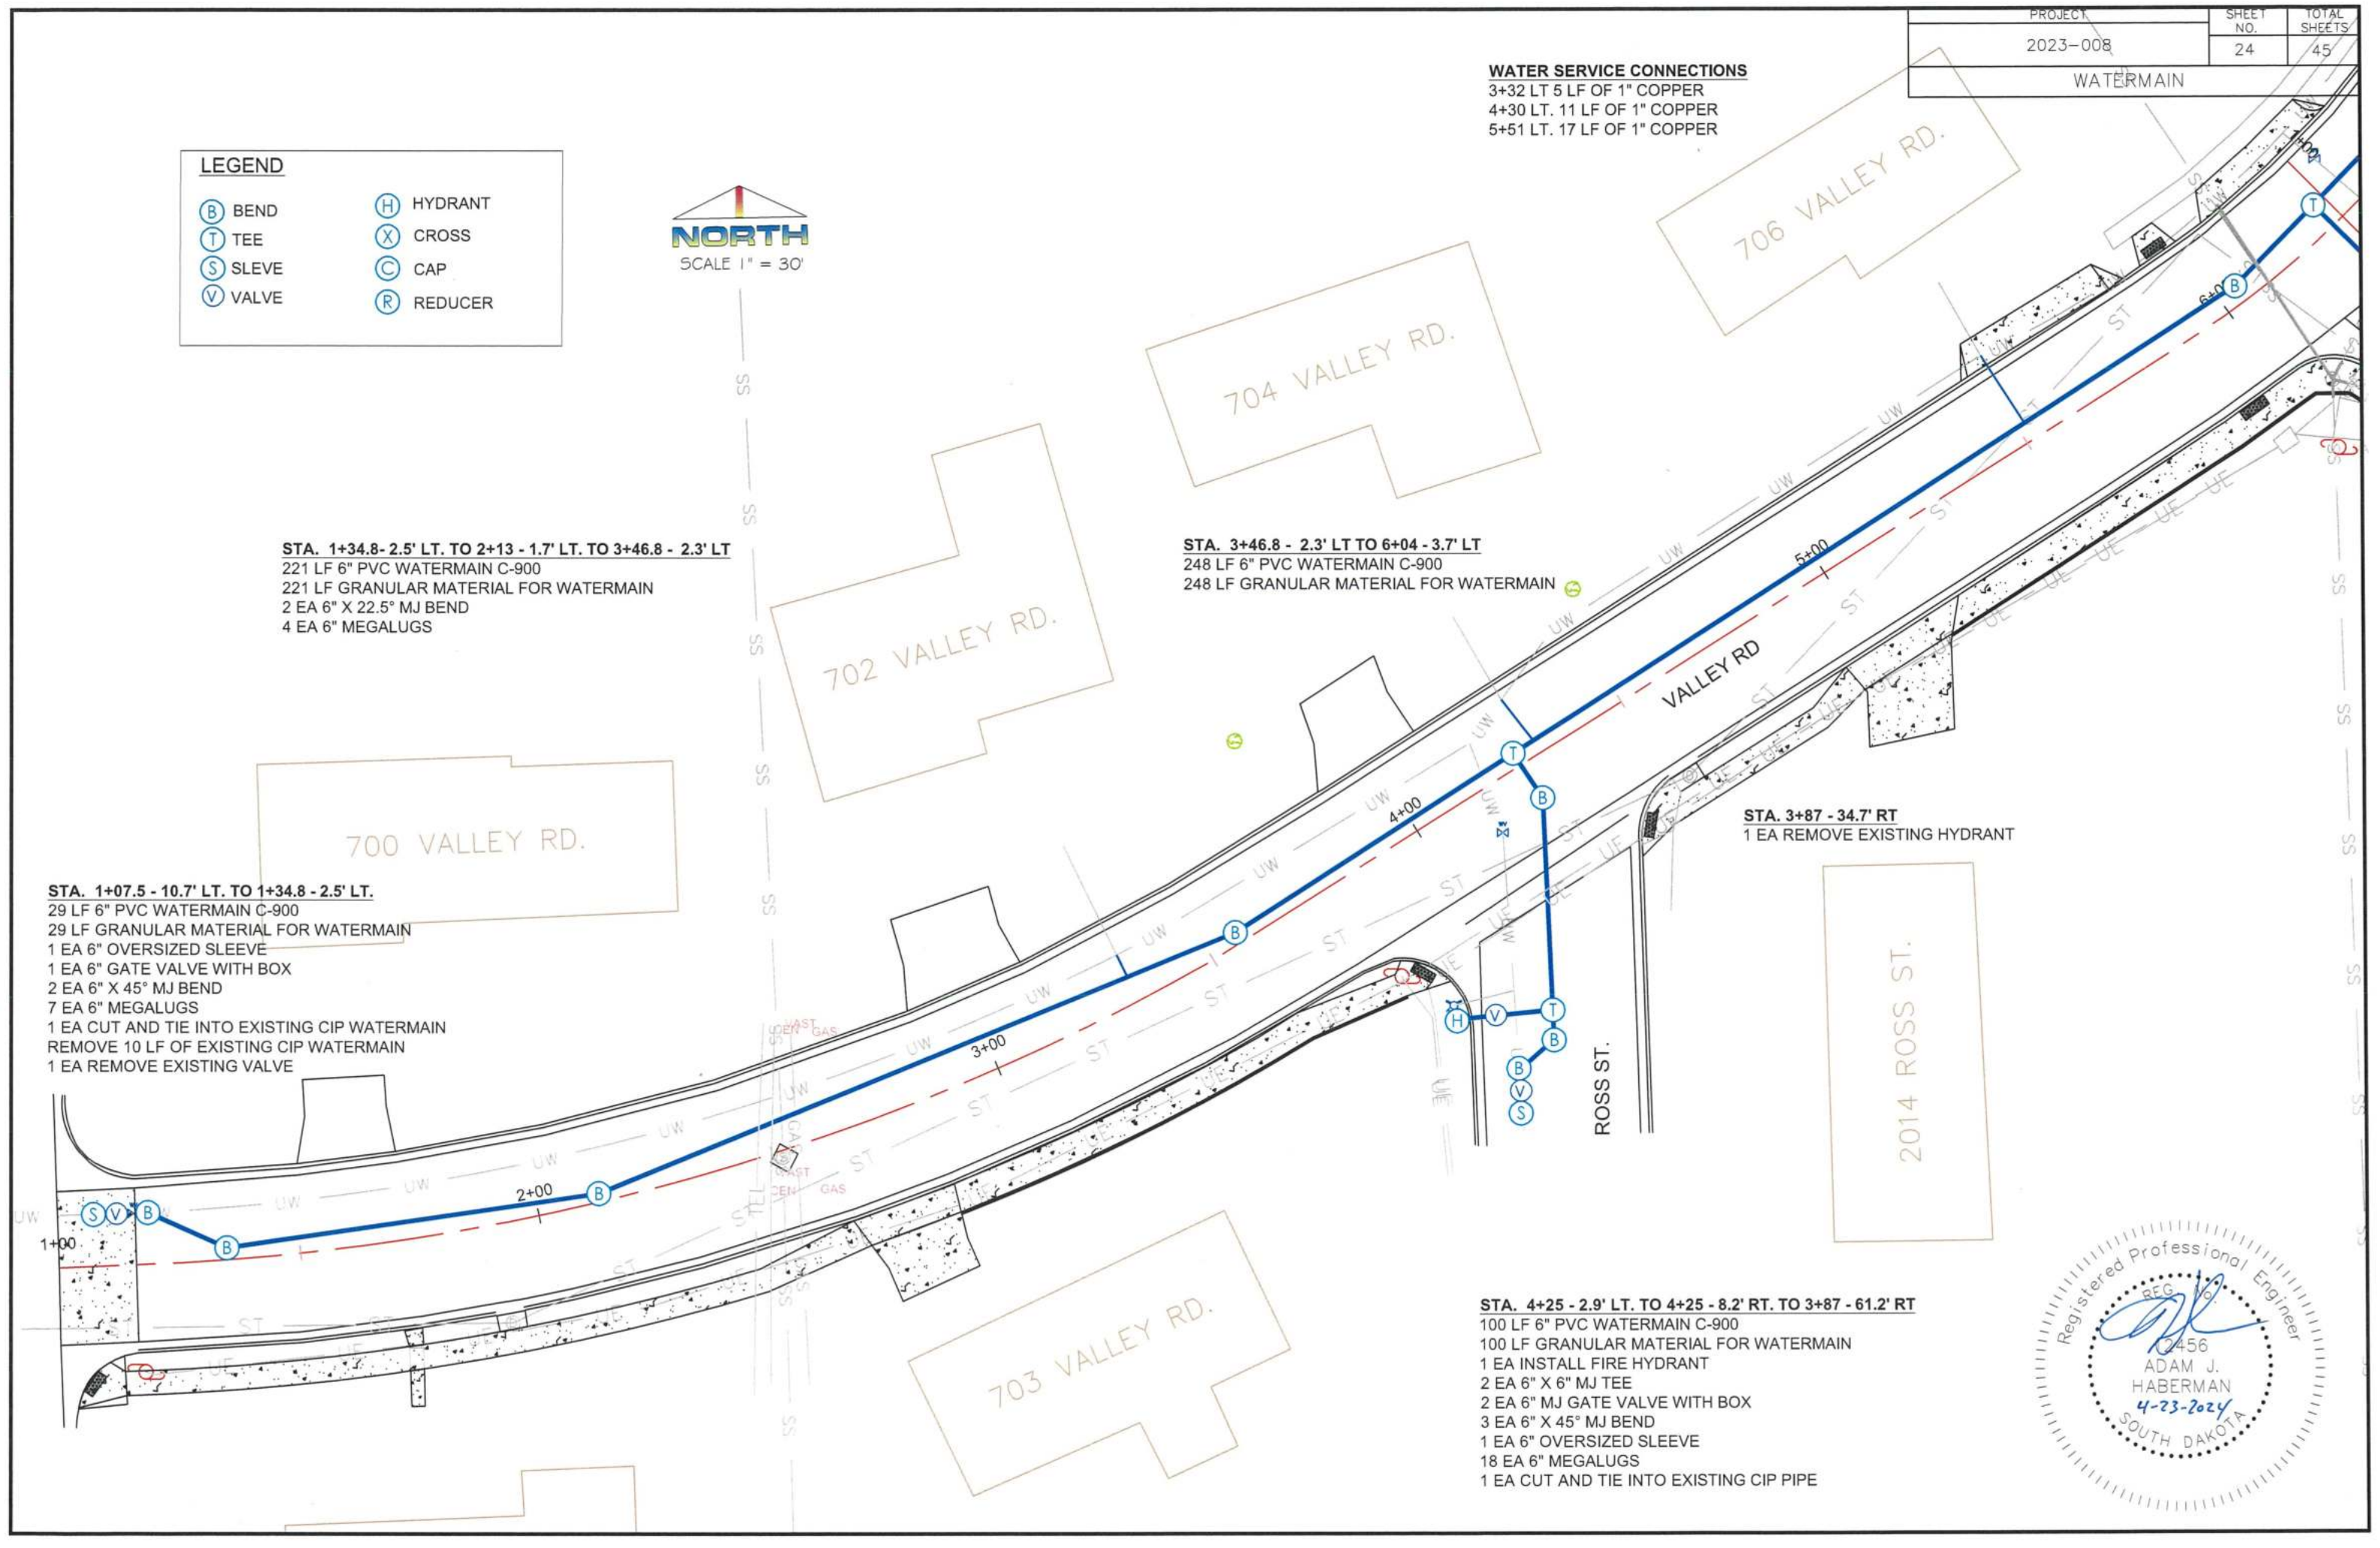 PROJECT
SHEET NO.
TOTAL SHEETS
2023-008
24
45
WATERMAIN
WATER SERVICE CONNECTIONS
3+32 LT 5 LF OF 1" COPPER
4+30 LT. 11 LF OF 1" COPPER
5+51 LT. 17 LF OF 1" COPPER
LEGEND
B BEND
T TEE
S SLEVE
V VALVE
H HYDRANT
X CROSS
C CAP
R REDUCER
NORTH
SCALE 1" = 30'
706 VALLEY RD.
704 VALLEY RD.
702 VALLEY RD.
700 VALLEY RD.
STA. 1+34.8- 2.5' LT. TO 2+13 - 1.7' LT. TO 3+46.8 - 2.3' LT
221 LF 6" PVC WATERMAIN C-900
221 LF GRANULAR MATERIAL FOR WATERMAIN
2 EA 6" X 22.5° MJ BEND
4 EA 6" MEGALUGS
STA. 3+46.8 - 2.3' LT TO 6+04 - 3.7' LT
248 LF 6" PVC WATERMAIN C-900
248 LF GRANULAR MATERIAL FOR WATERMAIN
STA. 1+07.5 - 10.7' LT. TO 1+34.8 - 2.5' LT.
29 LF 6" PVC WATERMAIN C-900
29 LF GRANULAR MATERIAL FOR WATERMAIN
1 EA 6" OVERSIZED SLEEVE
1 EA 6" GATE VALVE WITH BOX
2 EA 6" X 45° MJ BEND
7 EA 6" MEGALUGS
1 EA CUT AND TIE INTO EXISTING CIP WATERMAIN
REMOVE 10 LF OF EXISTING CIP WATERMAIN
1 EA REMOVE EXISTING VALVE
STA. 3+87 - 34.7' RT
1 EA REMOVE EXISTING HYDRANT
1+00
2+00
3+00
4+00
5+00
VALLEY RD
ROSS ST.
2014 ROSS ST.
703 VALLEY RD.
STA. 4+25 - 2.9' LT. TO 4+25 - 8.2' RT. TO 3+87 - 61.2' RT
100 LF 6" PVC WATERMAIN C-900
100 LF GRANULAR MATERIAL FOR WATERMAIN
1 EA INSTALL FIRE HYDRANT
2 EA 6" X 6" MJ TEE
2 EA 6" MJ GATE VALVE WITH BOX
3 EA 6" X 45° MJ BEND
1 EA 6" OVERSIZED SLEEVE
18 EA 6" MEGALUGS
1 EA CUT AND TIE INTO EXISTING CIP PIPE
Registered Professional Engineer
REG. No.
12456
ADAM J.
HABERMAN
4-23-2024
SOUTH DAKOTA